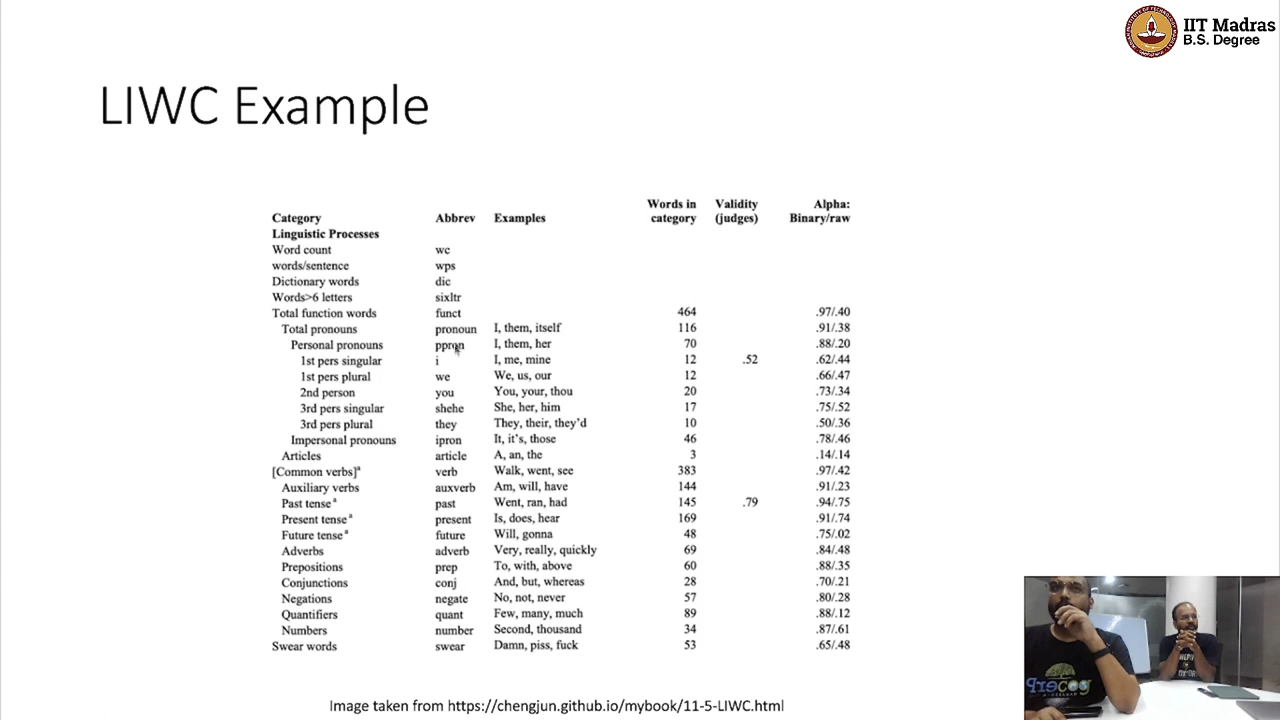 IIT Madras
B.S. Degree
LIWC Example
Category Abbrev Examples Words in category Validity (judges) Alpha: Binary/raw
Linguistic Processes
Word count wc
words/sentence wps
Dictionary words dic
Words>6 letters sixltr
Total function words funct 464 .97/.40
Total pronouns pronoun I, them, itself 116 .91/.38
Personal pronouns ppron I, them, her 70 .88/.20
1st pers singular i I, me, mine 12 .52 .62/.44
1st pers plural we We, us, our 12 .66/.47
2nd person you You, your, thou 20 .73/.34
3rd pers singular shehe She, her, him 17 .75/.52
3rd pers plural they They, their, they'd 10 .50/.36
Impersonal pronouns ipron It, it's, those 46 .78/.46
Articles article A, an, the 3 .14/.14
[Common verbs]ª verb Walk, went, see 383 .97/.42
Auxiliary verbs auxverb Am, will, have 144 .91/.23
Past tense ª past Went, ran, had 145 .79 .94/.75
Present tense ª present Is, does, hear 169 .91/.74
Future tense ª future Will, gonna 48 .75/.02
Adverbs adverb Very, really, quickly 69 .84/.48
Prepositions prep To, with, above 60 .88/.35
Conjunctions conj And, but, whereas 28 .70/.21
Negations negate No, not, never 57 .80/.28
Quantifiers quant Few, many, much 89 .88/.12
Numbers number Second, thousand 34 .87/.61
Swear words swear Damn, piss, fuck 53 .65/.48
Image taken from https://chengjun.github.io/mybook/11-5-LIWC.html